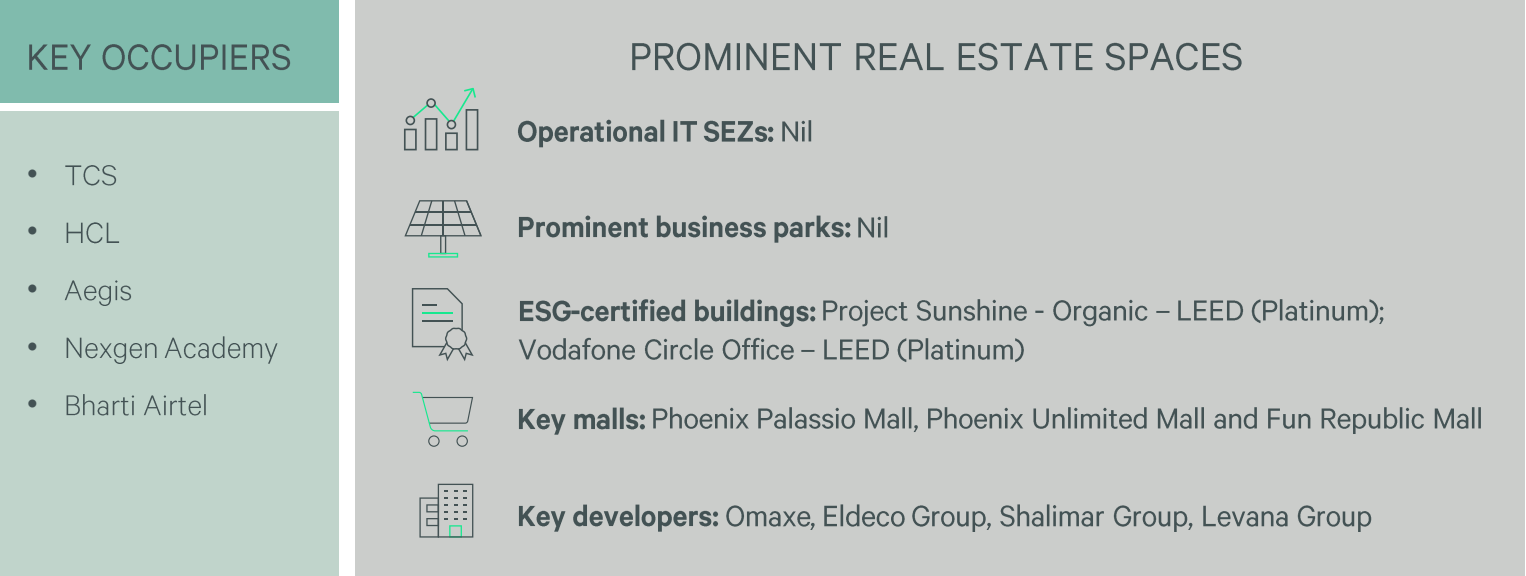 KEY OCCUPIERS
• TCS
• HCL
• Aegis
• Nexgen Academy
• Bharti Airtel
PROMINENT REAL ESTATE SPACES
Operational IT SEZs: Nil
Prominent business parks: Nil
ESG-certified buildings: Project Sunshine - Organic – LEED (Platinum);
Vodafone Circle Office – LEED (Platinum)
Key malls: Phoenix Palassio Mall, Phoenix Unlimited Mall and Fun Republic Mall
Key developers: Omaxe, Eldeco Group, Shalimar Group, Levana Group